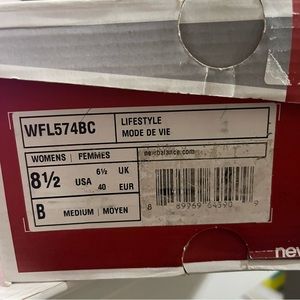 WFL574BC
LIFESTYLE
MODE DE VIE
WOMENS | FEMMES
newbalance.com
8½ USA 6½ UK
40 EUR
B MEDIUM | MOYEN
new